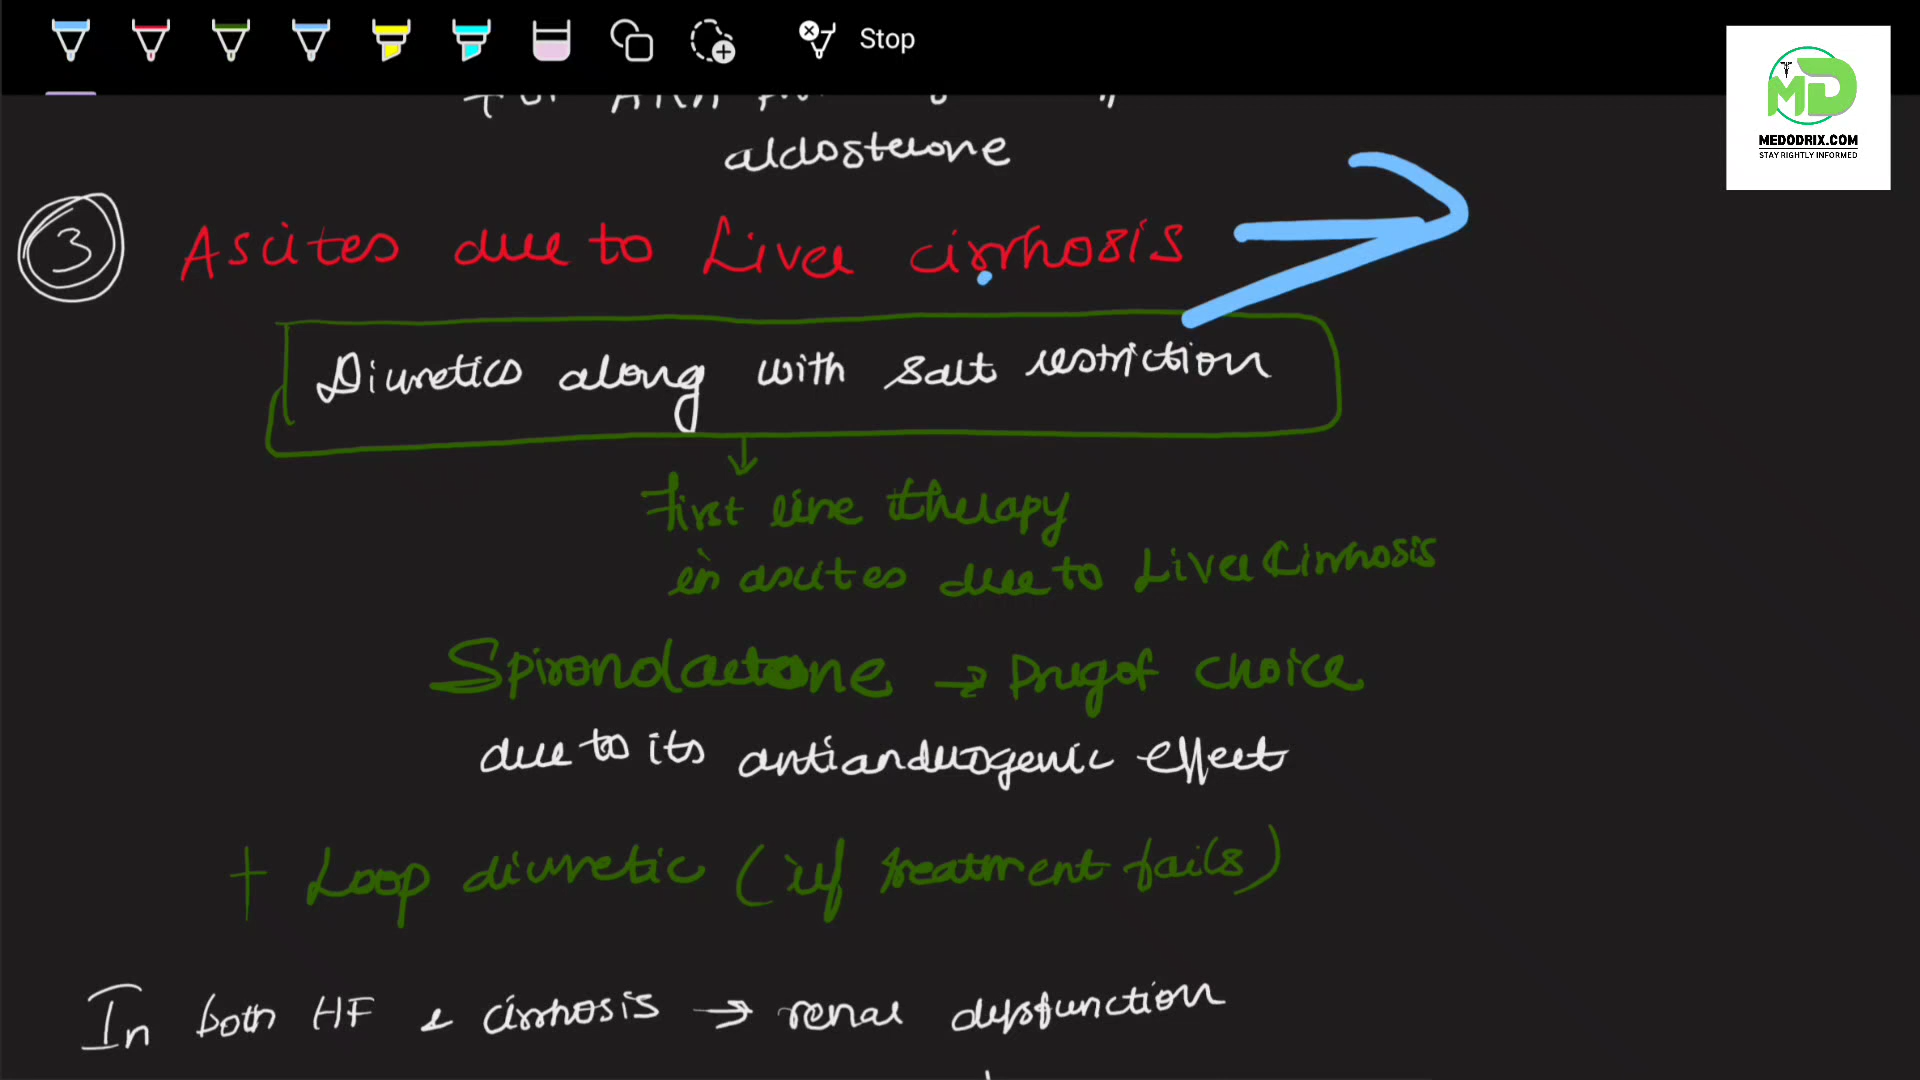 Stop
MEDODRIX.COM
STAY RIGHTLY INFORMED
aldosterone
3 Ascites due to Liver cirrhosis
Diuretics along with salt restriction
First line therapy
in ascites due to Liver Cirrhosis
Spironolactone → Drug of choice
due to its antiandrogenic effect
+ Loop diuretic (if treatment fails)
In both HF & cirrhosis → renal dysfunction